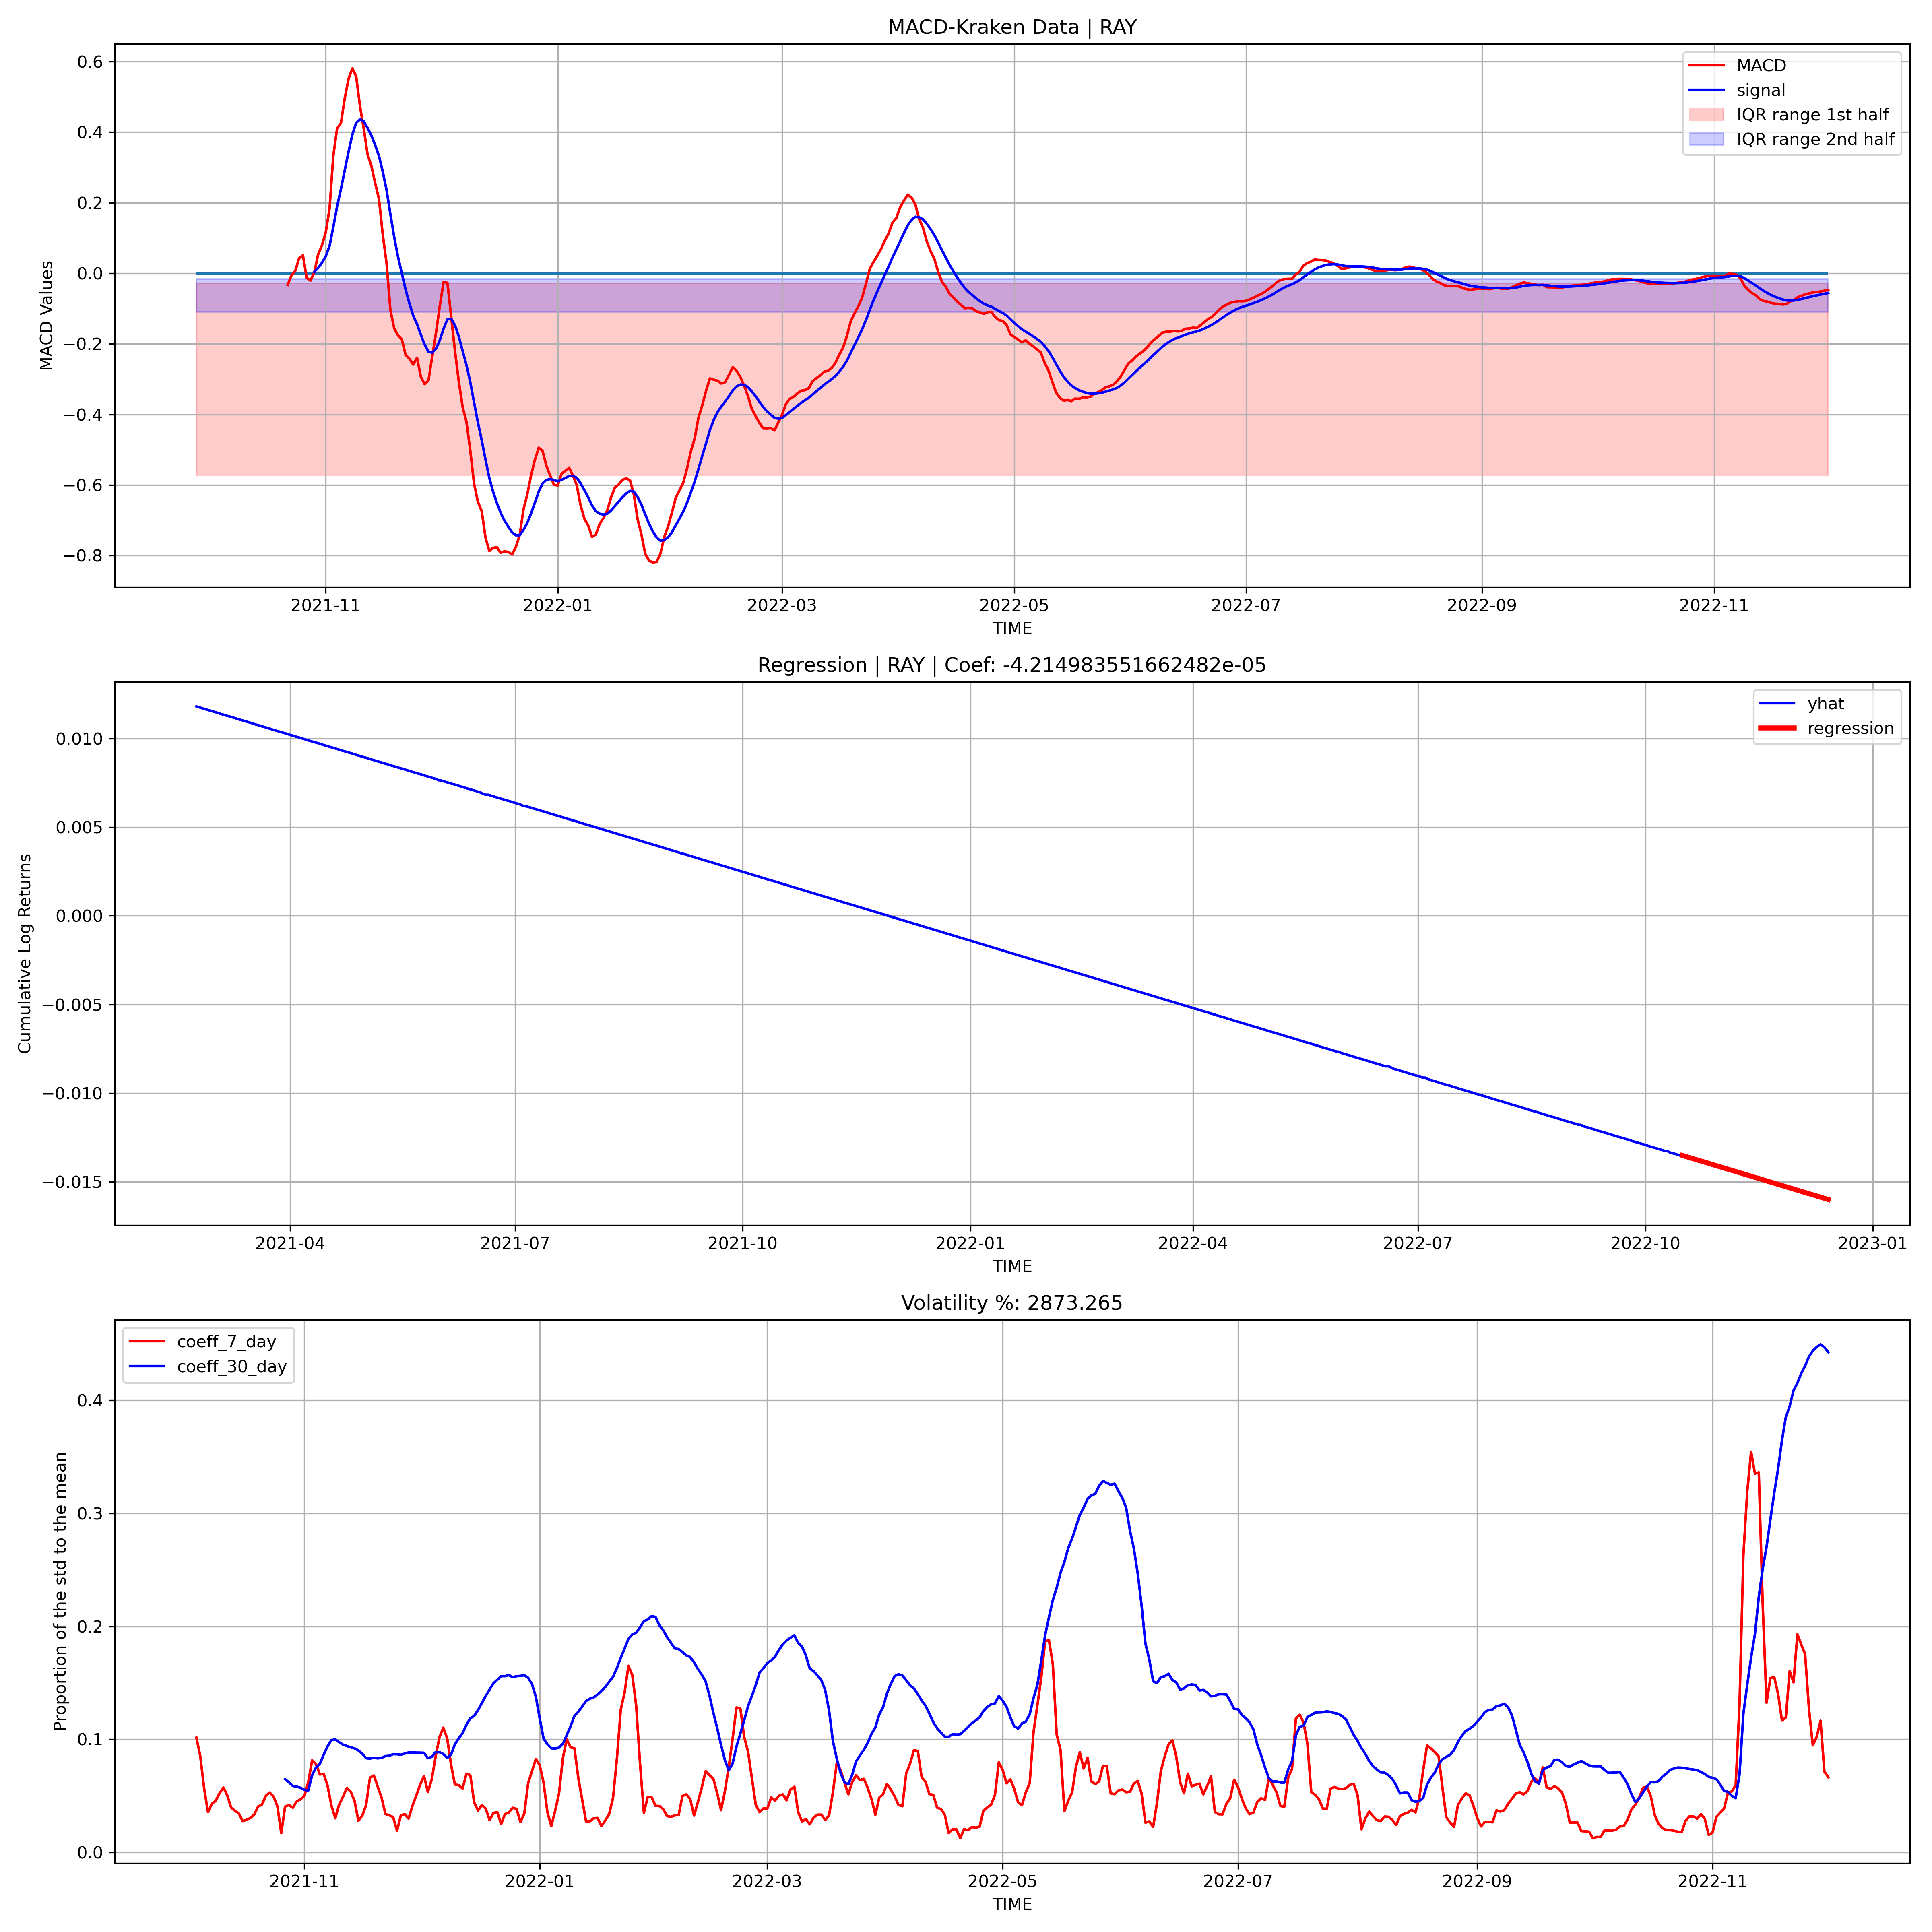 MACD-Kraken Data | RAY
MACD
signal
IQR range 1st half
IQR range 2nd half
MACD Values
0.6
0.4
0.2
0.0
−0.2
−0.4
−0.6
−0.8
2021-11 2022-01 2022-03 2022-05 2022-07 2022-09 2022-11
TIME
Regression | RAY | Coef: -4.214983551662482e-05
yhat
regression
Cumulative Log Returns
0.010
0.005
0.000
−0.005
−0.010
−0.015
2021-04 2021-07 2021-10 2022-01 2022-04 2022-07 2022-10 2023-01
TIME
Volatility %: 2873.265
coeff_7_day
coeff_30_day
Proportion of the std to the mean
0.4
0.3
0.2
0.1
0.0
2021-11 2022-01 2022-03 2022-05 2022-07 2022-09 2022-11
TIME